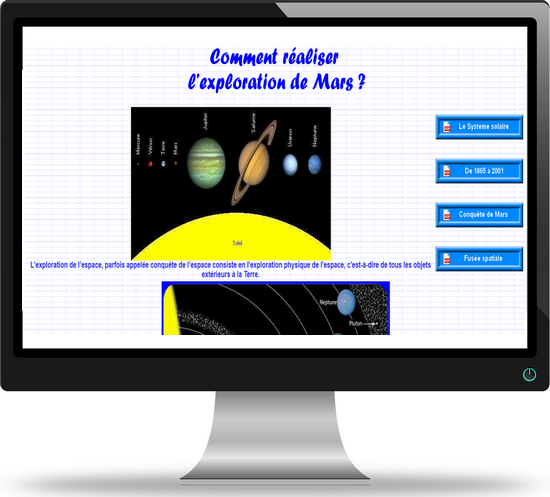 Comment réaliser
l'exploration de Mars ?
Mercure
Vénus
Terre
Mars
Jupiter
Saturne
Uranus
Neptune
Soleil
Le Système solaire
De 1865 à 2001
Conquête de Mars
Fusée spatiale
L'exploration de l'espace, parfois appelée conquête de l'espace consiste en l'exploration physique de l'espace, c'est-à-dire de tous les objets
extérieurs à la Terre.
Neptune
Pluton